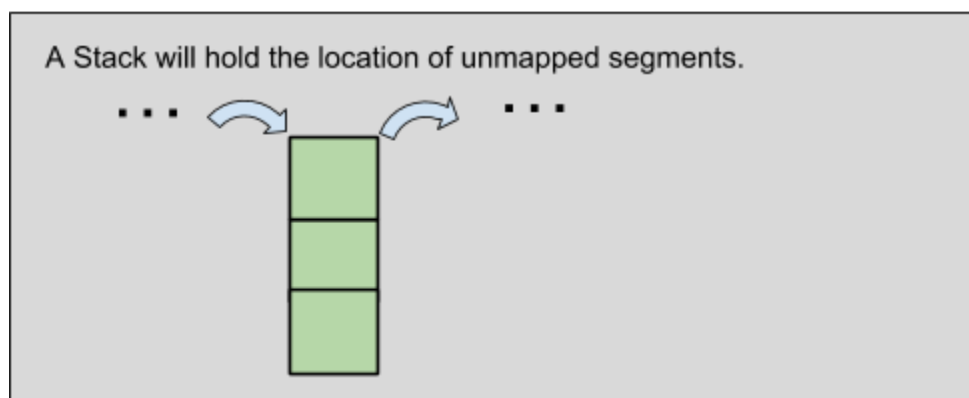 A Stack will hold the location of unmapped segments.
... ...